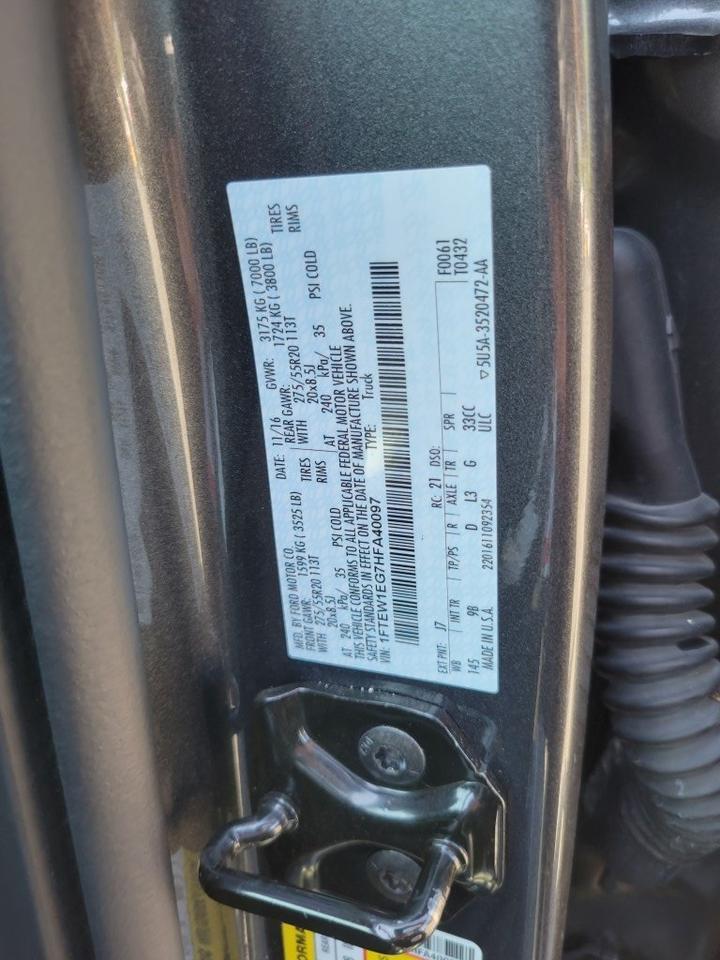 MFD. BY FORD MOTOR CO.
DATE: 11/16 GVWR: 3175 KG ( 7000 LB)
FRONT GAWR: 1599 KG ( 3525 LB) REAR GAWR: 1724 KG ( 3800 LB)
WITH 275/55R20 113T TIRES WITH 275/55R20 113T TIRES
20x8.5J RIMS 20x8.5J RIMS
AT 240 kPa/ 35 PSI COLD AT 240 kPa/ 35 PSI COLD
THIS VEHICLE CONFORMS TO ALL APPLICABLE FEDERAL MOTOR VEHICLE
SAFETY STANDARDS IN EFFECT ON THE DATE OF MANUFACTURE SHOWN ABOVE.
VIN: 1FTEW1EG7HFA40097 TYPE: Truck
F0061
EXT PNT: J7 RC: 21 DSO: T0432
WB INT TR TP/PS R AXLE TR SPR
145 9B D L3 G 33CC
MADE IN U.S.A. 2201611092354 ULC ▽5U5A-3520472-AA